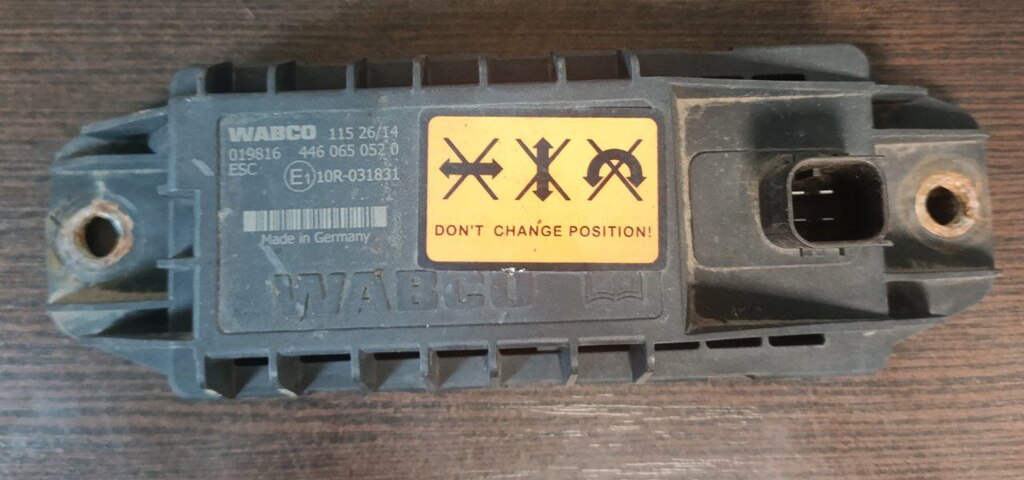 WABCO 115 26/14
019816 446 065 052 0
ESC E1 10R-031831
Made in Germany
DON'T CHANGE POSITION!
WABCO